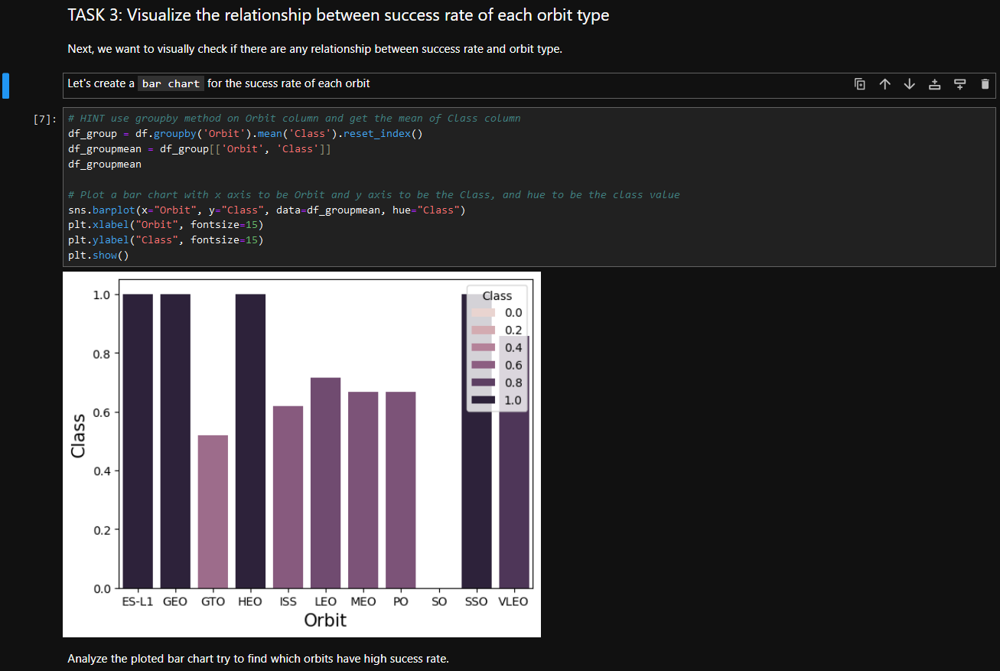 TASK 3: Visualize the relationship between success rate of each orbit type
Next, we want to visually check if there are any relationship between success rate and orbit type.
Let's create a bar chart for the sucess rate of each orbit
[7]:
# HINT use groupby method on Orbit column and get the mean of Class column
df_group = df.groupby('Orbit').mean('Class').reset_index()
df_groupmean = df_group[['Orbit', 'Class']]
df_groupmean
# Plot a bar chart with x axis to be Orbit and y axis to be the Class, and hue to be the class value
sns.barplot(x="Orbit", y="Class", data=df_groupmean, hue="Class")
plt.xlabel("Orbit", fontsize=15)
plt.ylabel("Class", fontsize=15)
plt.show()
Class
1.0
0.8
0.6
0.4
0.2
0.0
Class
0.0
0.2
0.4
0.6
0.8
1.0
ES-L1 GEO GTO HEO ISS LEO MEO PO SO SSO VLEO
Orbit
Analyze the ploted bar chart try to find which orbits have high sucess rate.